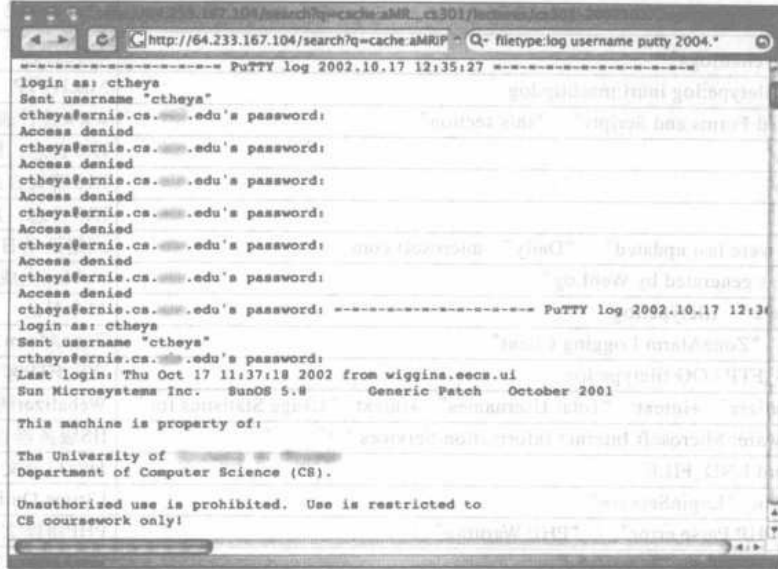 http://64.233.167.104/search?q=cache:aMRiP filetype:log username putty 2004.*
PuTTY log 2002.10.17 12:35:27
login as: ctheya
Sent username "ctheya"
ctheya@ernie.cs. .edu's password:
Access denied
ctheya@ernie.cs. .edu's password:
Access denied
ctheya@ernie.cs. .edu's password:
Access denied
ctheya@ernie.cs. .edu's password:
Access denied
ctheya@ernie.cs. .edu's password:
Access denied
ctheya@ernie.cs. .edu's password:
Access denied
ctheya@ernie.cs. .edu's password: PuTTY log 2002.10.17 12:36
login as: ctheya
Sent username "ctheya"
ctheya@ernie.cs. .edu's password:
Last login: Thu Oct 17 11:37:18 2002 from wiggins.eecs.ui
Sun Microsystems Inc. SunOS 5.8 Generic Patch October 2001
This machine is property of:
The University of
Department of Computer Science (CS).
Unauthorized use is prohibited. Use is restricted to
CS coursework only!